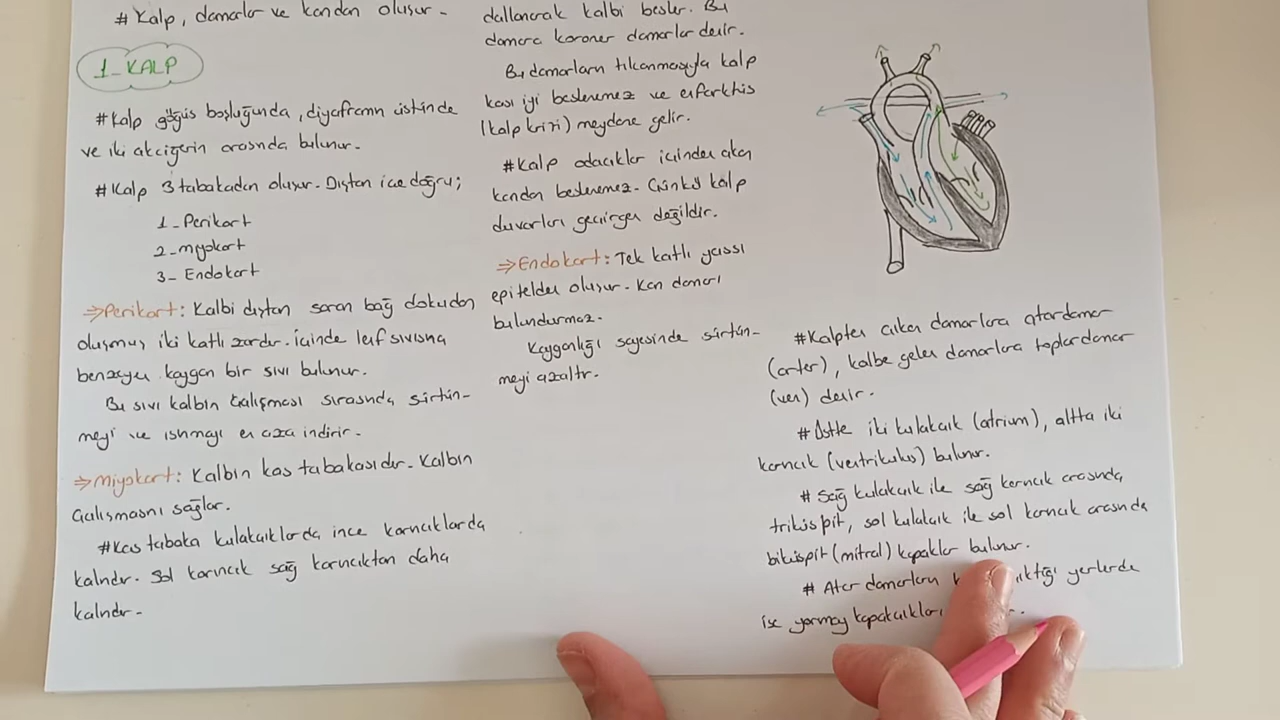 # Kalp, damarlar ve kandan oluşur.
1_ KALP
# Kalp göğüs boşluğunda, diyaframın üstünde
ve iki akciğerin arasında bulunur.
# Kalp 3 tabakadan oluşur. Dıştan içe doğru;
1_ Perikart
2_ miyokart
3_ Endokart
⇒Perikart: Kalbi dıştan saran bağ dokudan
oluşmuş iki katlı zardır. İçinde lenf sıvısına
benzeyen kaygan bir sıvı bulunur.
Bu sıvı kalbin çalışması sırasında sürtün-
meyi ve ısınmayı en aza indirir.
⇒Miyokart: Kalbin kas tabakasıdır. Kalbin
çalışmasını sağlar.
#Kas tabaka kulakçıklarda ince karıncıklarda
kalındır. Sol karıncık sağ karıncıktan daha
kalındır.
dallanarak kalbi besler. Bu
damara koroner damarlar denir.
Bu damarların tıkanmasıyla kalp
kası iyi beslenemez ve enfarktüs
(kalp krizi) meydana gelir.
#Kalp odacıklar içinden akan
kandan beslenemez. Çünkü kalp
duvarları geçirgen değildir.
⇒Endokart: Tek katlı yassı
epitelden oluşur. Kan damarı
bulundurmaz.
Kayganlığı sayesinde sürtün-
meyi azaltır.
#Kalpten çıkan damarlara atardamar
(arter), kalbe gelen damarlara toplardamar
(ven) denir.
# Üstte iki kulakçık (atrium), altta iki
karıncık (ventrikulus) bulunur.
# Sağ kulakçık ile sağ karıncık arasında
triküspit, sol kulakçık ile sol karıncık arasında
biküspit (mitral) kapaklar bulunur.
# Atar damarların yerlerde
ise yarımay kapakçıkları